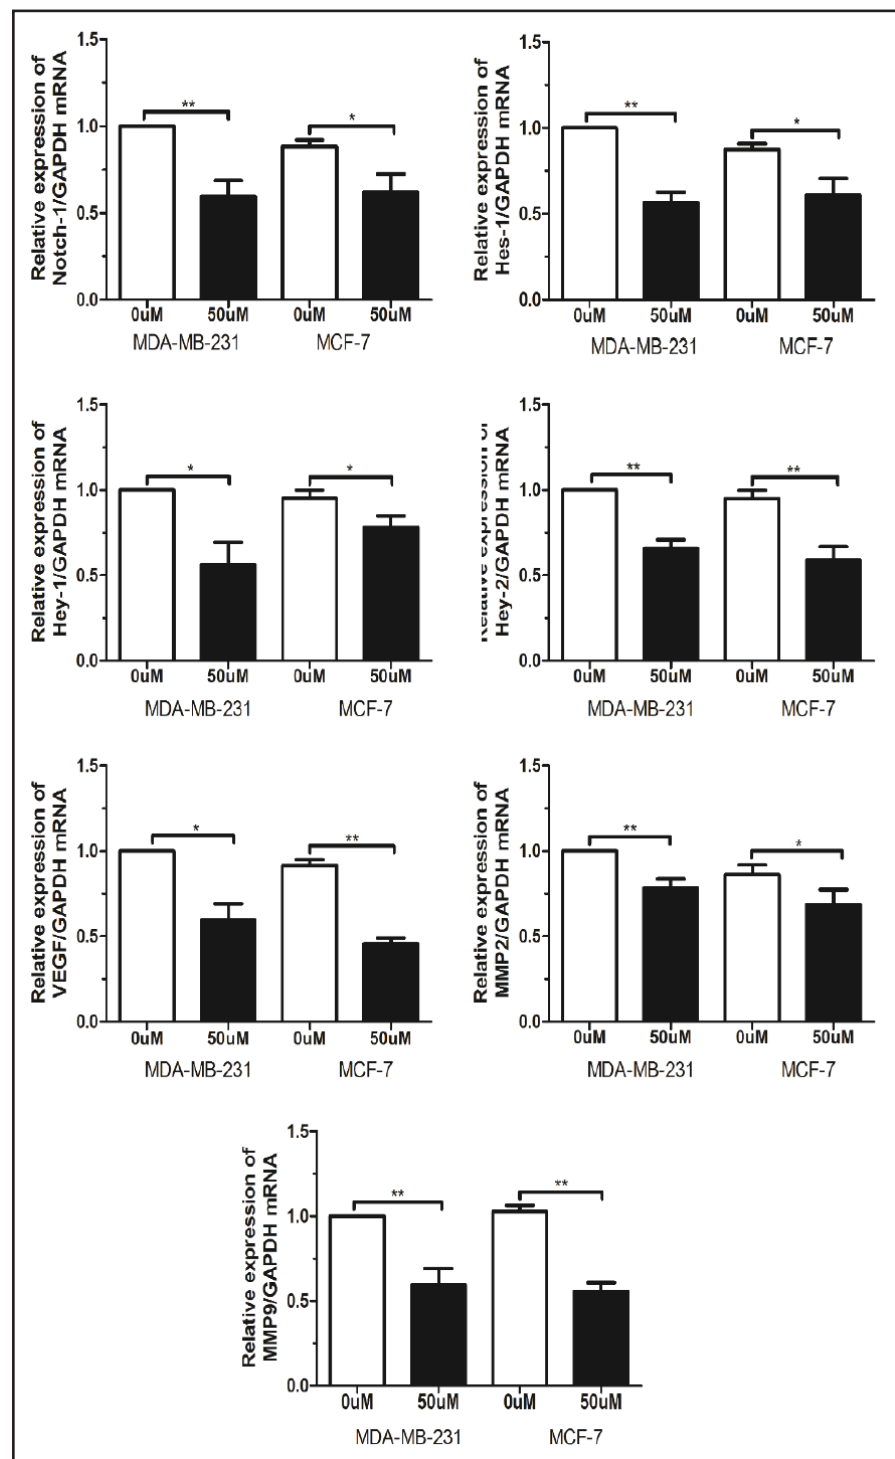 Relative expression of
Notch-1/GAPDH mRNA
1.5
1.0
0.5
0.0
**
*
0uM 50uM 0uM 50uM
MDA-MB-231 MCF-7
Relative expression of
Hes-1/GAPDH mRNA
1.5
1.0
0.5
0.0
**
*
0uM 50uM 0uM 50uM
MDA-MB-231 MCF-7
Relative expression of
Hey-1/GAPDH mRNA
1.5
1.0
0.5
0.0
*
*
0uM 50uM 0uM 50uM
MDA-MB-231 MCF-7
Relative expression of
Hey-2/GAPDH mRNA
1.5
1.0
0.5
0.0
**
**
0uM 50uM 0uM 50uM
MDA-MB-231 MCF-7
Relative expression of
VEGF/GAPDH mRNA
1.5
1.0
0.5
0.0
*
**
0uM 50uM 0uM 50uM
MDA-MB-231 MCF-7
Relative expression of
MMP2/GAPDH mRNA
1.5
1.0
0.5
0.0
**
*
0uM 50uM 0uM 50uM
MDA-MB-231 MCF-7
Relative expression of
MMP9/GAPDH mRNA
1.5
1.0
0.5
0.0
**
**
0uM 50uM 0uM 50uM
MDA-MB-231 MCF-7